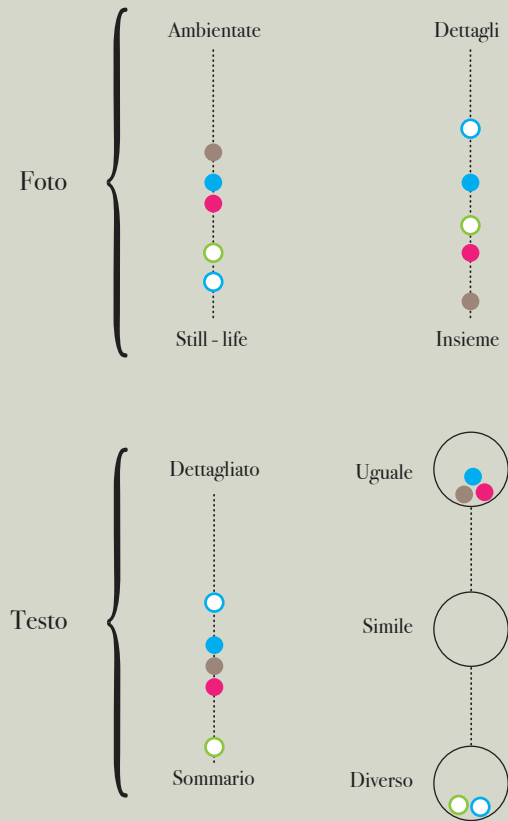 Ambientate
Dettagli
Foto
Still - life
Insieme
Dettagliato
Uguale
Testo
Simile
Sommario
Diverso